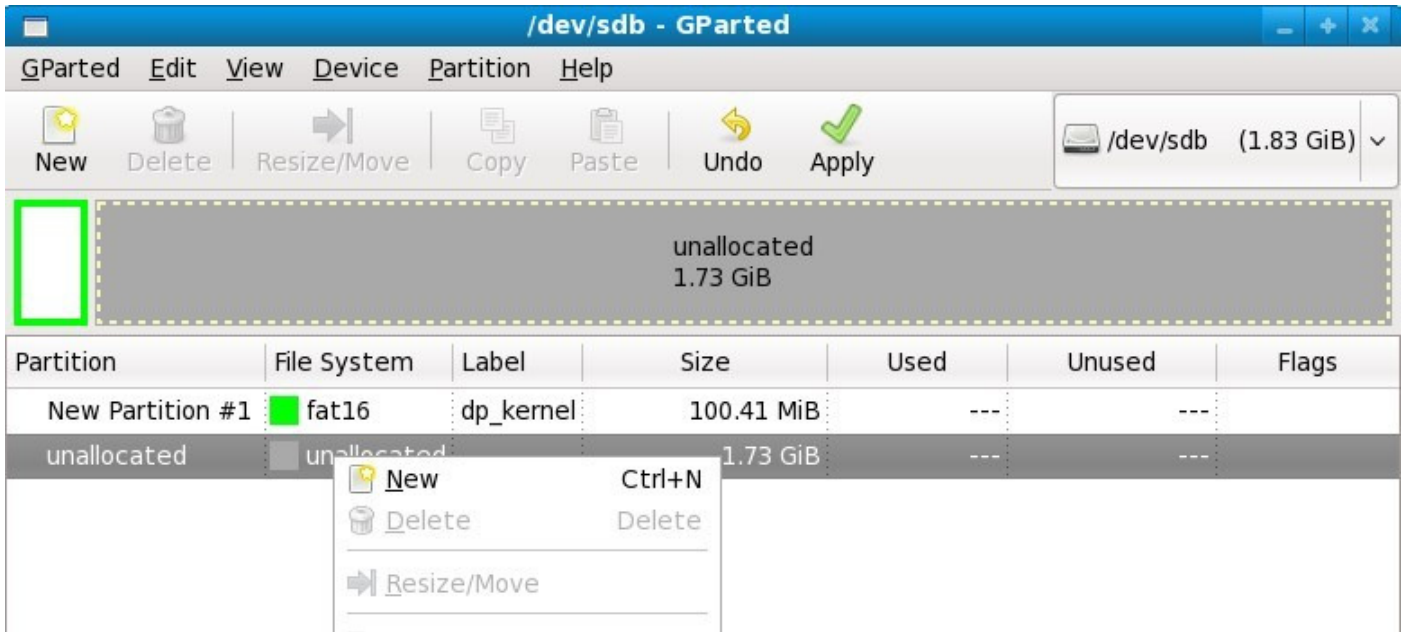 /dev/sdb - GParted
GParted Edit View Device Partition Help
New Delete Resize/Move Copy Paste Undo Apply /dev/sdb (1.83 GiB)
unallocated
1.73 GiB
Partition File System Label Size Used Unused Flags
New Partition #1 fat16 dp_kernel 100.41 MiB --- ---
unallocated unallocated 1.73 GiB --- ---
New Ctrl+N
Delete Delete
Resize/Move